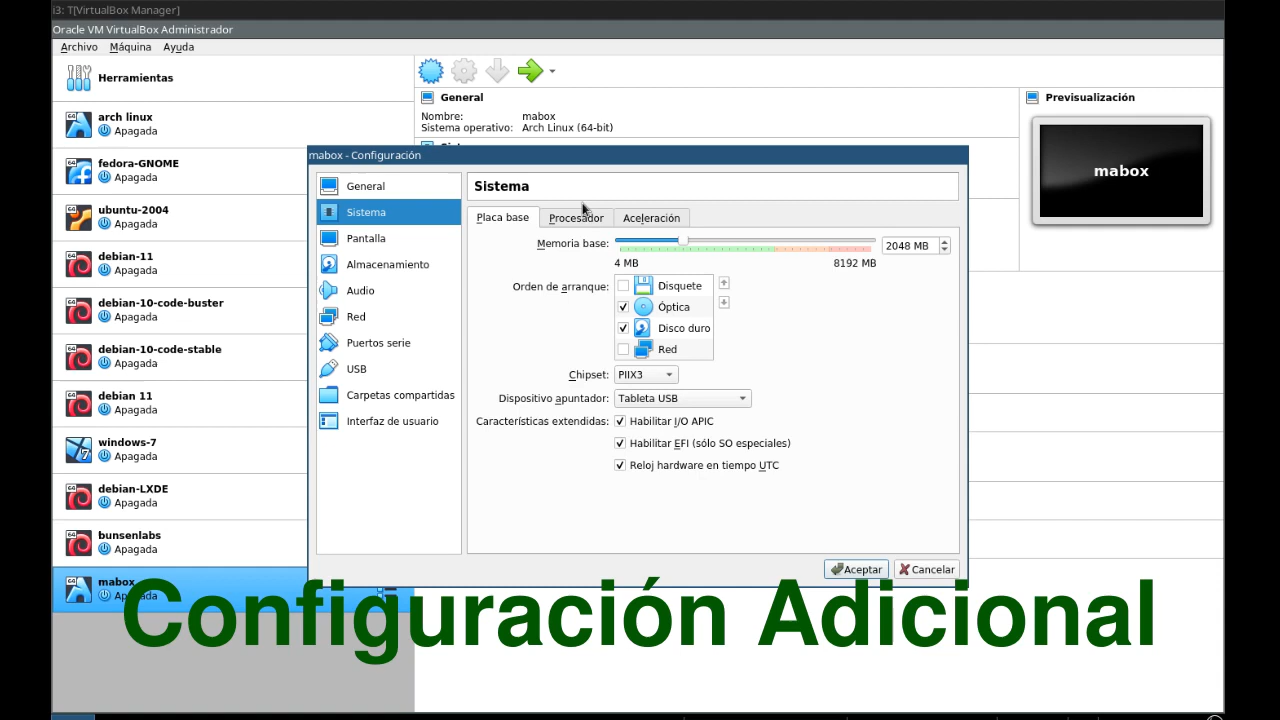 i3: T[VirtualBox Manager]
Oracle VM VirtualBox Administrador
Archivo Máquina Ayuda
Herramientas
arch linux
Apagada
fedora-GNOME
Apagada
ubuntu-2004
Apagada
debian-11
Apagada
debian-10-code-buster
Apagada
debian-10-code-stable
Apagada
debian 11
Apagada
windows-7
Apagada
debian-LXDE
Apagada
bunsenlabs
Apagada
mabox
Apagada
General
Nombre: mabox
Sistema operativo: Arch Linux (64-bit)
Previsualización
mabox
mabox - Configuración
General
Sistema
Pantalla
Almacenamiento
Audio
Red
Puertos serie
USB
Carpetas compartidas
Interfaz de usuario
Sistema
Placa base Procesador Aceleración
Memoria base: 2048 MB
4 MB 8192 MB
Orden de arranque: Disquete
Óptica
Disco duro
Red
Chipset: PIIX3
Dispositivo apuntador: Tableta USB
Características extendidas: Habilitar I/O APIC
Habilitar EFI (sólo SO especiales)
Reloj hardware en tiempo UTC
Aceptar Cancelar
Configuración Adicional